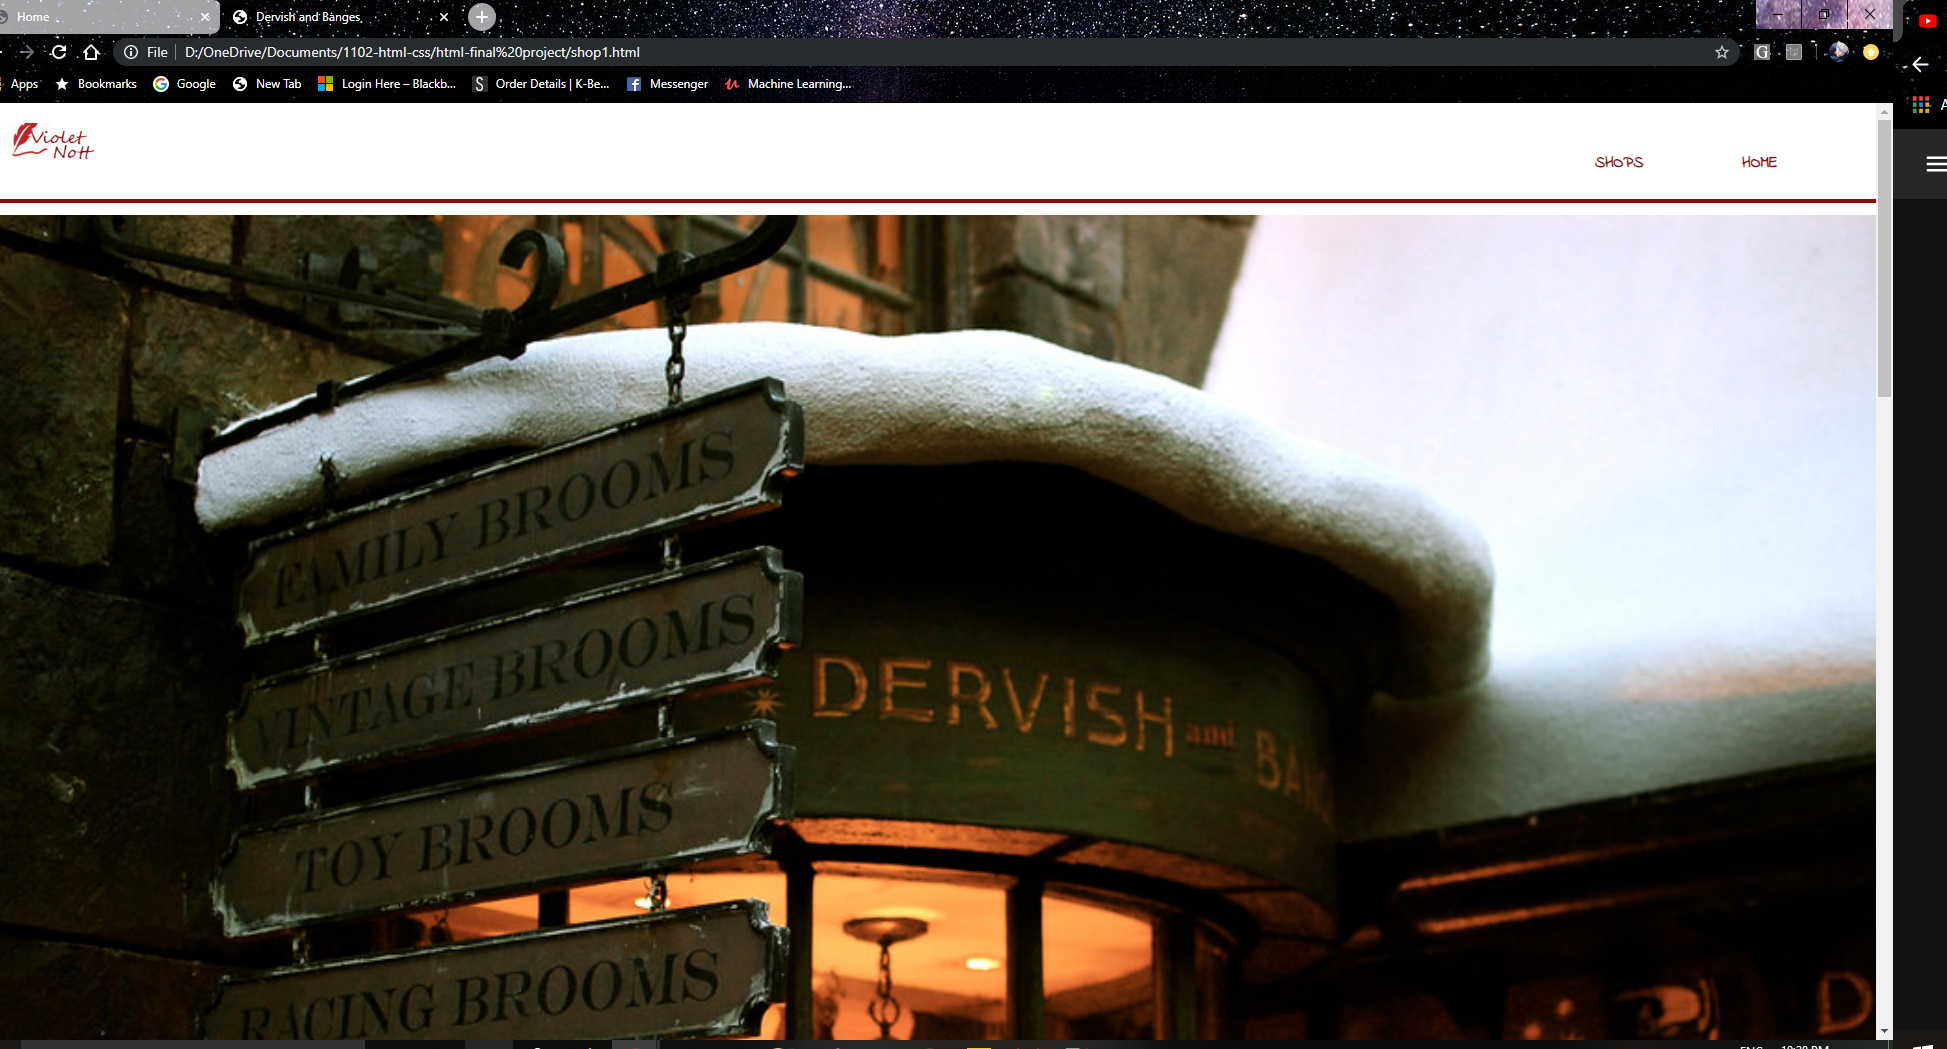 Home
Dervish and Banges
File
D:/OneDrive/Documents/1102-html-css/html-final%20project/shop1.html
Apps
Bookmarks
Google
New Tab
Login Here – Blackb...
Order Details | K-Be...
Messenger
Machine Learning...
Violet
Nott
SHOPS
HOME
FAMILY BROOMS
VINTAGE BROOMS
TOY BROOMS
RACING BROOMS
DERVISH and BA
D